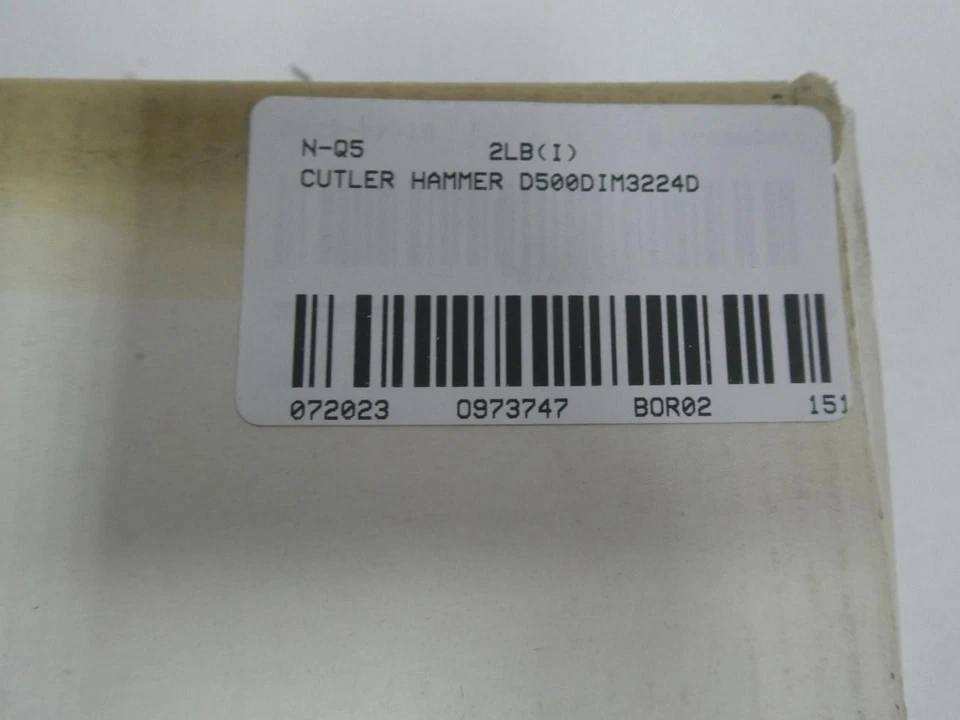 N-Q5 2LB(I)
CUTLER HAMMER D500DIM3224D
072023 0973747 BOR02 151